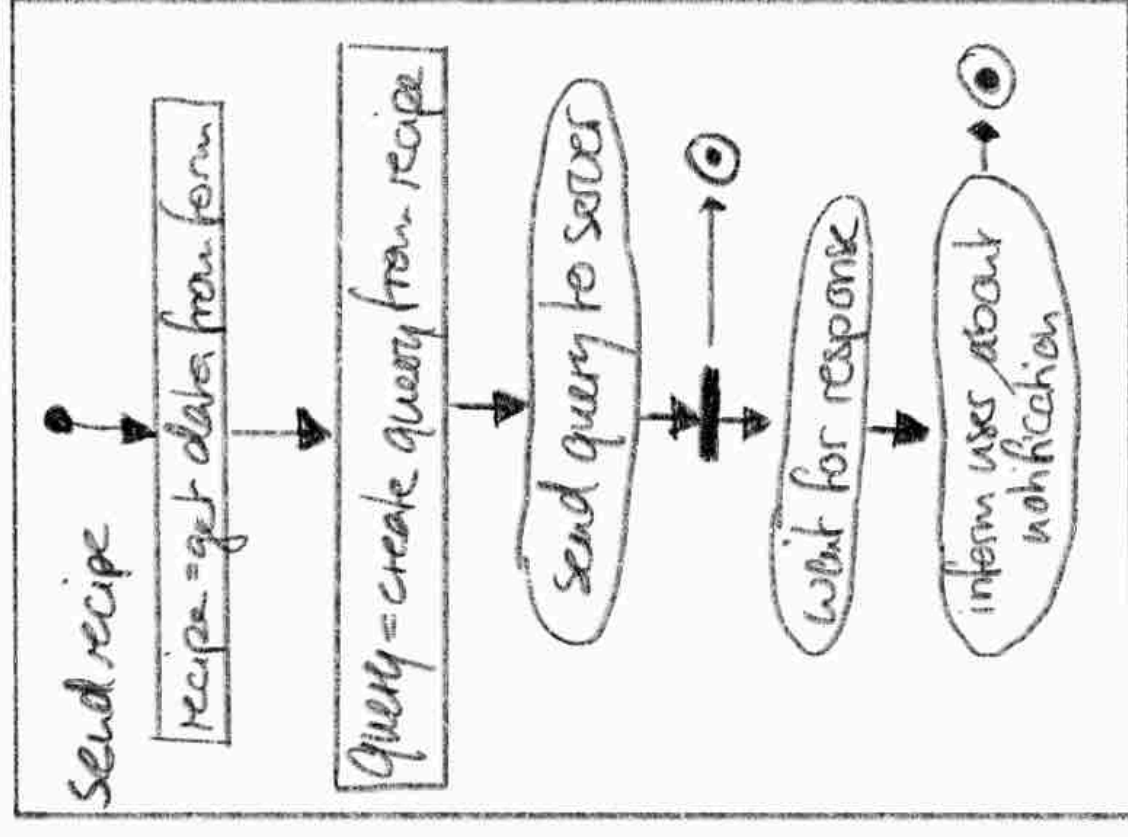 send recipe
recipe = get data from form
query = create query from recipe
send query to server
wait for response
inform user about
notification